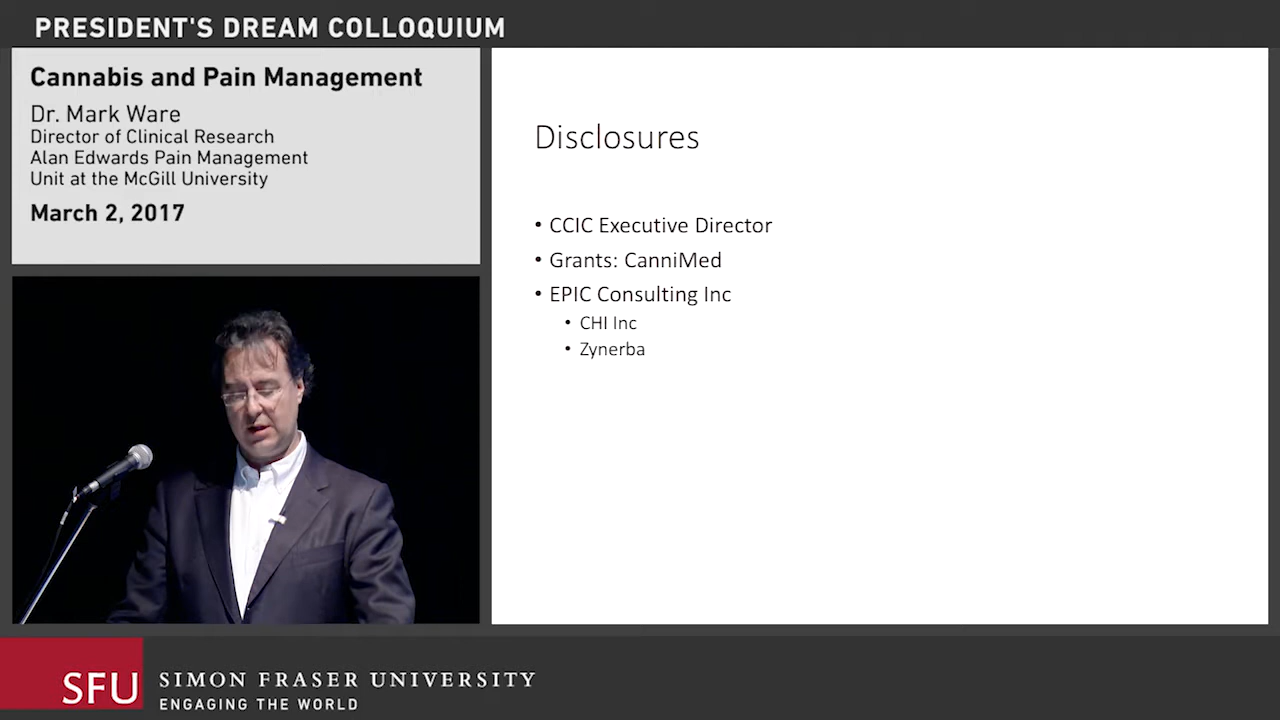 PRESIDENT'S DREAM COLLOQUIUM
Cannabis and Pain Management
Dr. Mark Ware
Director of Clinical Research
Alan Edwards Pain Management
Unit at the McGill University
March 2, 2017
Disclosures
• CCIC Executive Director
• Grants: CanniMed
• EPIC Consulting Inc
• CHI Inc
• Zynerba
SFU
SIMON FRASER UNIVERSITY
ENGAGING THE WORLD